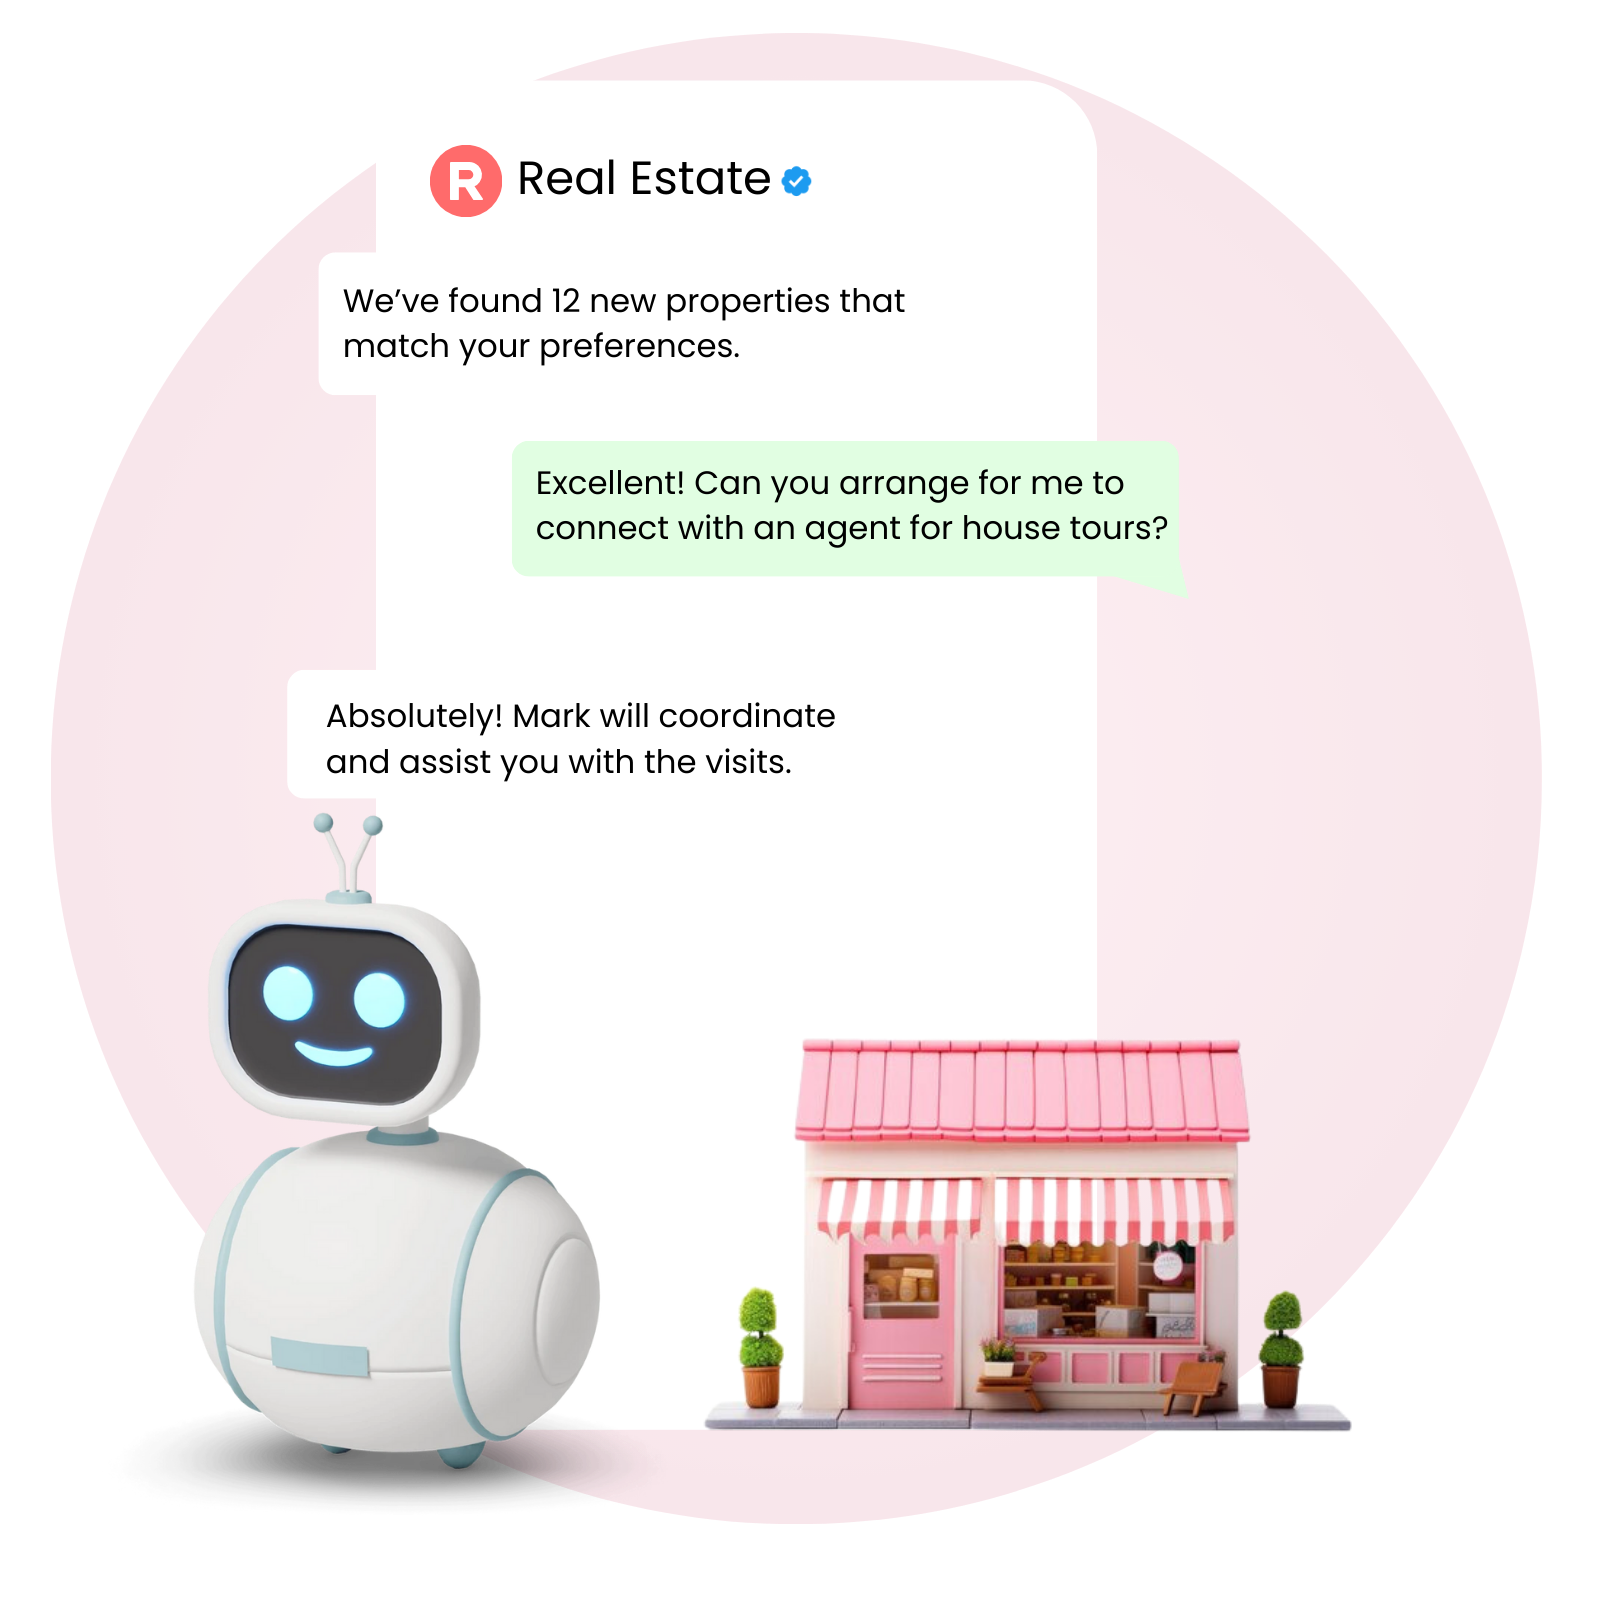 R Real Estate
We’ve found 12 new properties that
match your preferences.
Excellent! Can you arrange for me to
connect with an agent for house tours?
Absolutely! Mark will coordinate
and assist you with the visits.